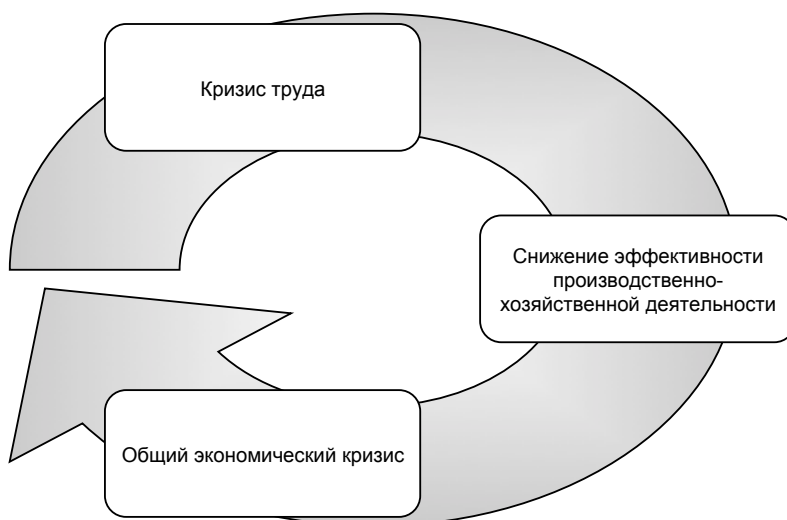 Кризис труда
Снижение эффективности
производственно-
хозяйственной деятельности
Общий экономический кризис